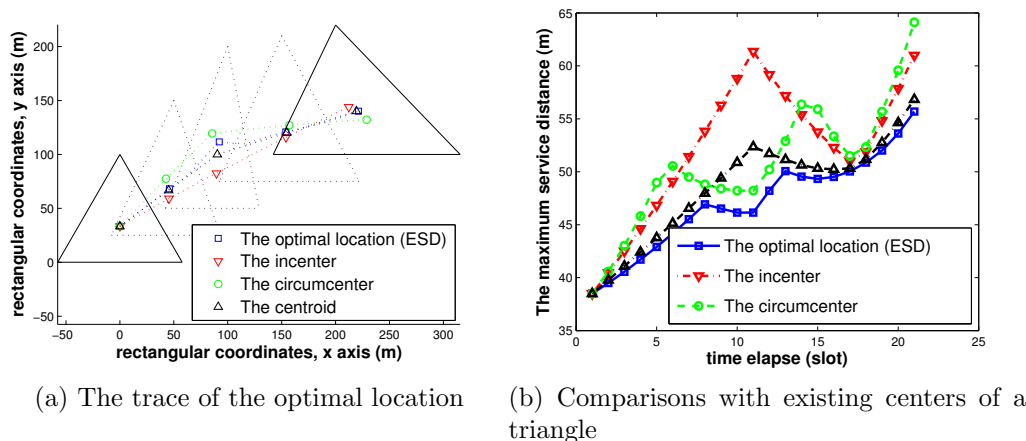 rectangular coordinates, y axis (m)
200
150
100
50
0
−50
−50 0 50 100 150 200 250 300
rectangular coordinates, x axis (m)
The optimal location (ESD)
The incenter
The circumcenter
The centroid
(a) The trace of the optimal location
The maximum service distance (m)
65
60
55
50
45
40
35
0 5 10 15 20 25
time elapse (slot)
The optimal location (ESD)
The incenter
The circumcenter
(b) Comparisons with existing centers of a
triangle